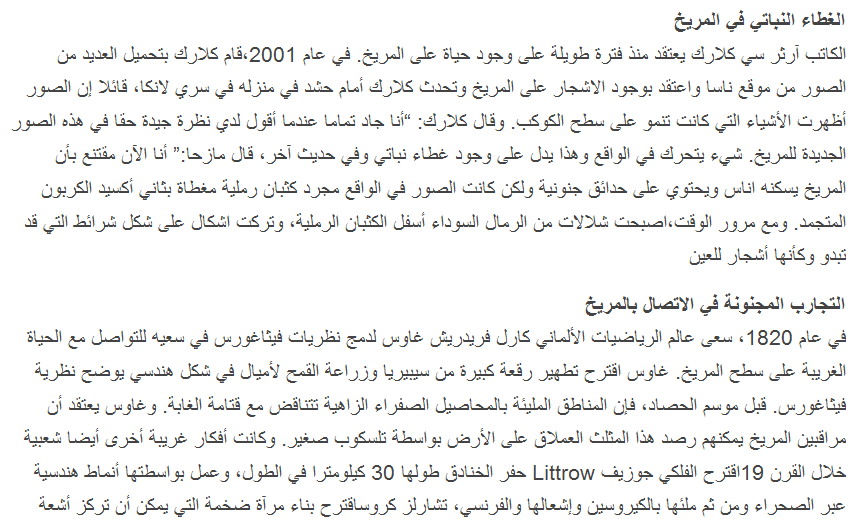 الغطاء النباتي في المريخ
الكاتب آرثر سي كلارك يعتقد منذ فترة طويلة على وجود حياة على المريخ. في عام 2001،قام كلارك بتحميل العديد من
الصور من موقع ناسا واعتقد بوجود الاشجار على المريخ وتحدث كلارك أمام حشد في منزله في سري لانكا، قائلا إن الصور
أظهرت الأشياء التي كانت تنمو على سطح الكوكب. وقال كلارك: “أنا جاد تماما عندما أقول لدي نظرة جيدة حقا في هذه الصور
الجديدة للمريخ. شيء يتحرك في الواقع وهذا يدل على وجود غطاء نباتي وفي حديث آخر، قال مازحا:” أنا الآن مقتنع بأن
المريخ يسكنه اناس ويحتوي على حدائق جنونية ولكن كانت الصور في الواقع مجرد كثبان رملية مغطاة بثاني أكسيد الكربون
المتجمد. ومع مرور الوقت،اصبحت شلالات من الرمال السوداء أسفل الكثبان الرملية، وتركت اشكال على شكل شرائط التي قد
تبدو وكأنها أشجار للعين
التجارب المجنونة في الاتصال بالمريخ
في عام 1820، سعى عالم الرياضيات الألماني كارل فريدريش غاوس لدمج نظريات فيثاغورس في سعيه للتواصل مع الحياة
الغريبة على سطح المريخ. غاوس اقترح تطهير رقعة كبيرة من سيبيريا وزراعة القمح لأميال في شكل هندسي يوضح نظرية
فيثاغورس. قبل موسم الحصاد، فإن المناطق المليئة بالمحاصيل الصفراء الزاهية تتناقض مع قتامة الغابة. وغاوس يعتقد أن
مراقبين المريخ يمكنهم رصد هذا المثلث العملاق على الأرض بواسطة تلسكوب صغير. وكانت أفكار غريبة أخرى أيضا شعبية
خلال القرن 19اقترح الفلكي جوزيف Littrow حفر الخنادق طولها 30 كيلومترا في الطول، وعمل بواسطتها أنماط هندسية
عبر الصحراء ومن ثم ملئها بالكيروسين وإشعالها والفرنسي، تشارلز كروساقترح بناء مرآة ضخمة التي يمكن أن تركز أشعة